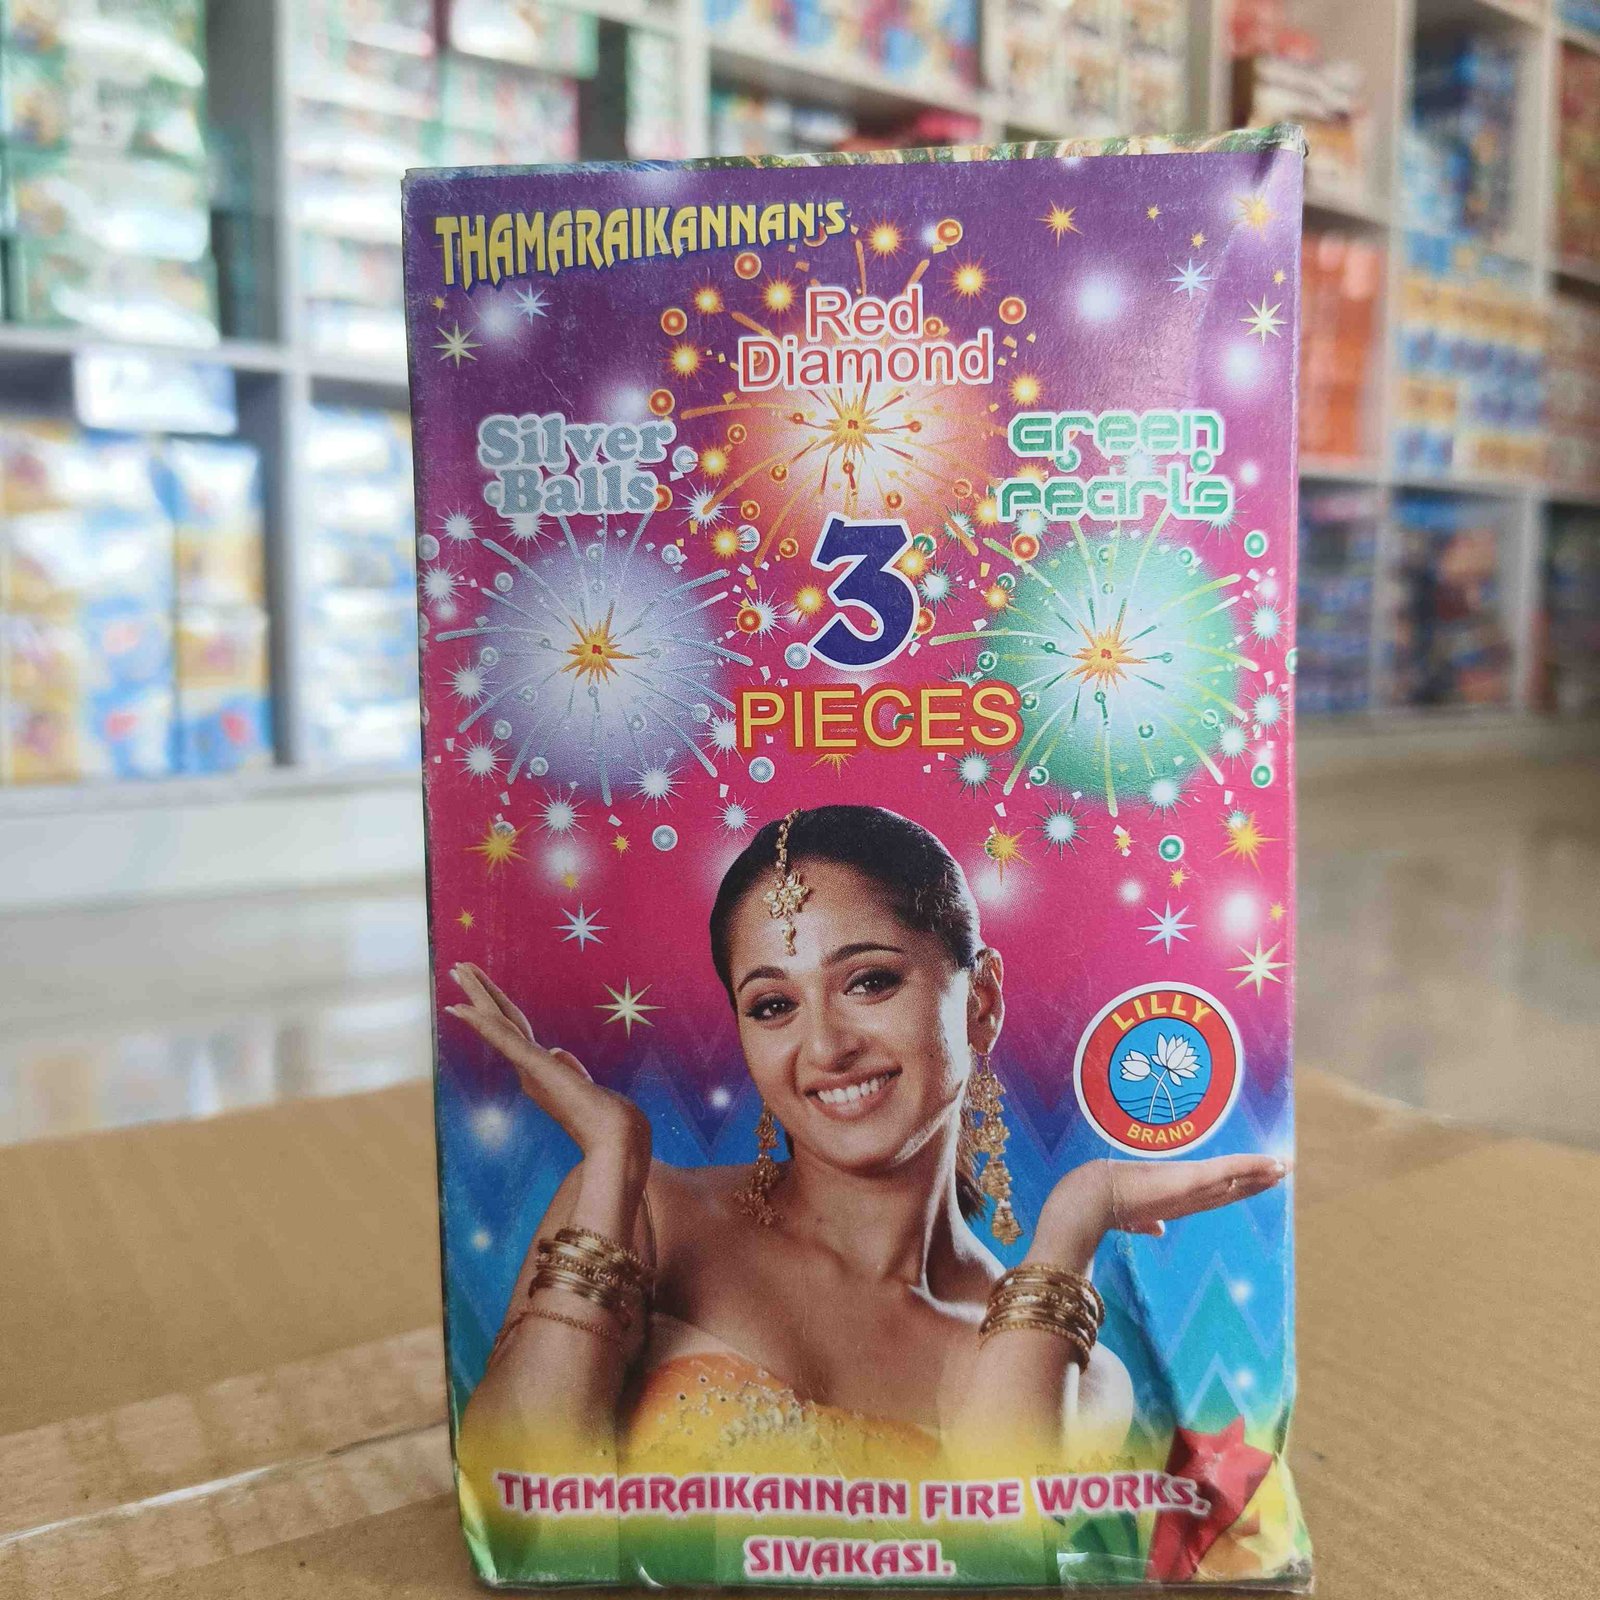 THAMARAIKANNAN'S
Red
Diamond
Silver
Balls
Green
Pearls
3
PIECES
LILLY
BRAND
THAMARAIKANNAN FIRE WORKS,
SIVAKASI.